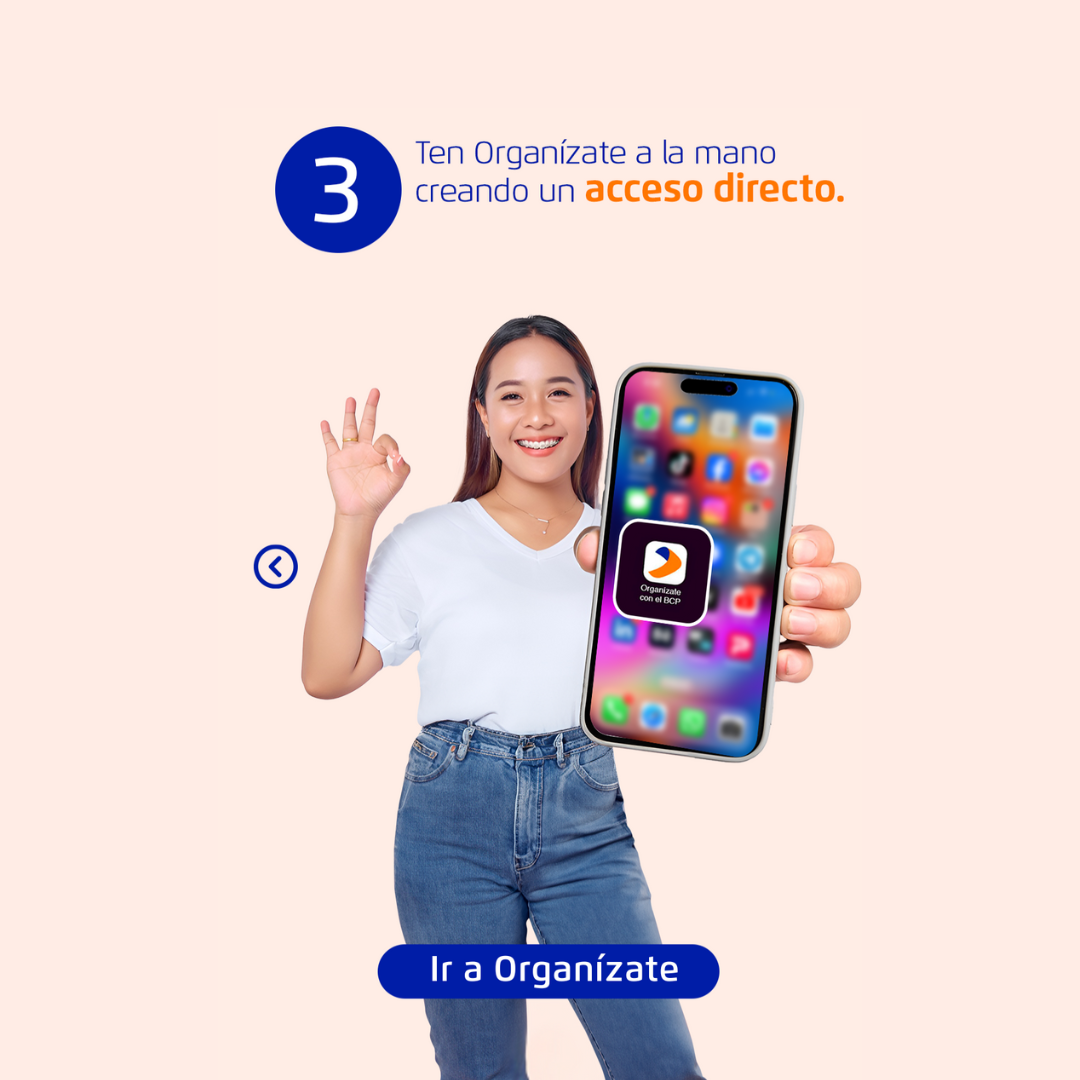 3
Ten Organízate a la mano
creando un acceso directo.
Organízate
con el BCP
Ir a Organízate